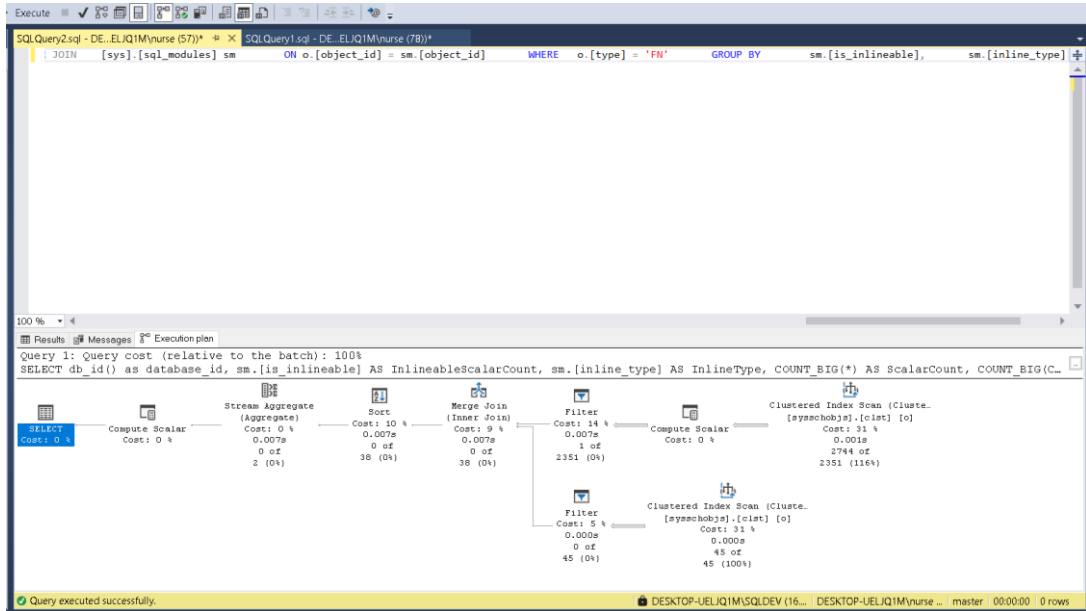 Execute
SQLQuery2.sql - DE...ELJQ1M\nurse (57))*
SQLQuery1.sql - DE...ELJQ1M\nurse (78))*
JOIN [sys].[sql_modules] sm ON o.[object_id] = sm.[object_id] WHERE o.[type] = 'FN' GROUP BY sm.[is_inlineable], sm.[inline_type]
100 %
Results Messages Execution plan
Query 1: Query cost (relative to the batch): 100%
SELECT db_id() as database_id, sm.[is_inlineable] AS InlineableScalarCount, sm.[inline_type] AS InlineType, COUNT_BIG(*) AS ScalarCount, COUNT_BIG(C…
SELECT
Cost: 0 %
Compute Scalar
Cost: 0 %
Stream Aggregate
(Aggregate)
Cost: 0 %
0.007s
0 of
2 (0%)
Sort
Cost: 10 %
0.007s
0 of
38 (0%)
Merge Join
(Inner Join)
Cost: 9 %
0.007s
0 of
38 (0%)
Filter
Cost: 14 %
0.007s
1 of
2351 (0%)
Compute Scalar
Cost: 0 %
Clustered Index Scan (Cluste…
[sysschobjs].[clst] [o]
Cost: 31 %
0.001s
2744 of
2351 (116%)
Filter
Cost: 5 %
0.000s
0 of
45 (0%)
Clustered Index Scan (Cluste…
[sysschobjs].[clst] [o]
Cost: 31 %
0.000s
45 of
45 (100%)
Query executed successfully.
DESKTOP-UELJQ1M\SQLDEV (16.... DESKTOP-UELJQ1M\nurse ... master 00:00:00 0 rows